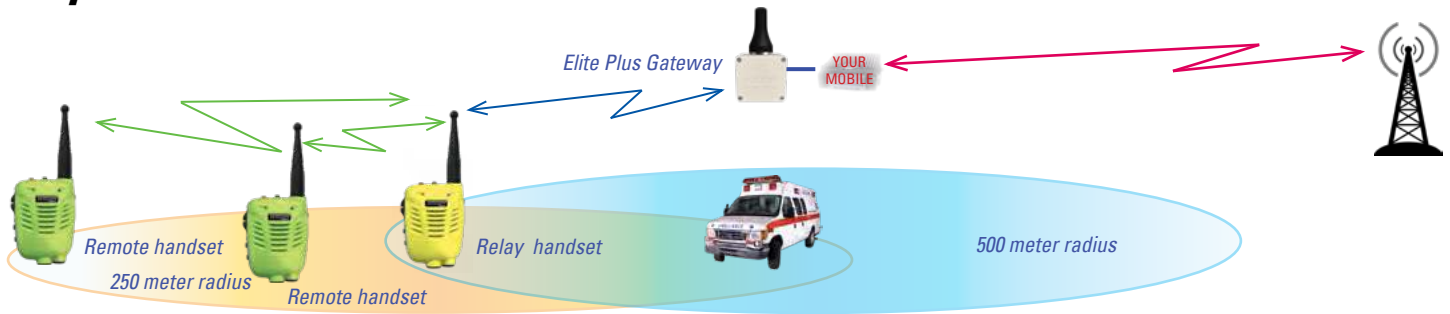 Elite Plus Gateway
YOUR
MOBILE
Remote handset
Relay handset
500 meter radius
250 meter radius
Remote handset